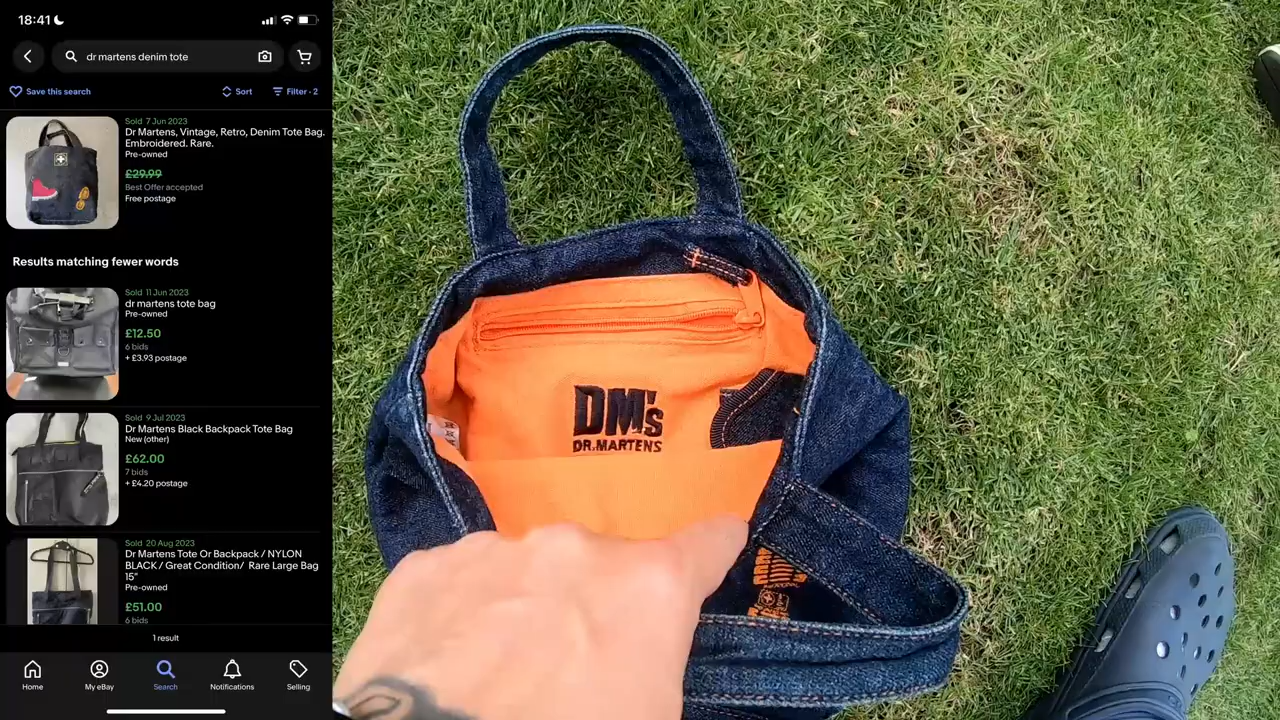 18:41
dr martens denim tote
Save this search
Sort
Filter · 2
Sold 7 Jun 2023
Dr Martens, Vintage, Retro, Denim Tote Bag.
Embroidered. Rare.
Pre-owned
£29.99
Best Offer accepted
Free postage
Results matching fewer words
Sold 11 Jun 2023
dr martens tote bag
Pre-owned
£12.50
6 bids
+ £3.93 postage
Sold 9 Jul 2023
Dr Martens Black Backpack Tote Bag
New (other)
£62.00
7 bids
+ £4.20 postage
Sold 20 Aug 2023
Dr Martens Tote Or Backpack / NYLON
BLACK / Great Condition/ Rare Large Bag
15"
Pre-owned
£51.00
6 bids
1 result
Home
My eBay
Search
Notifications
Selling
DM's
DR.MARTENS